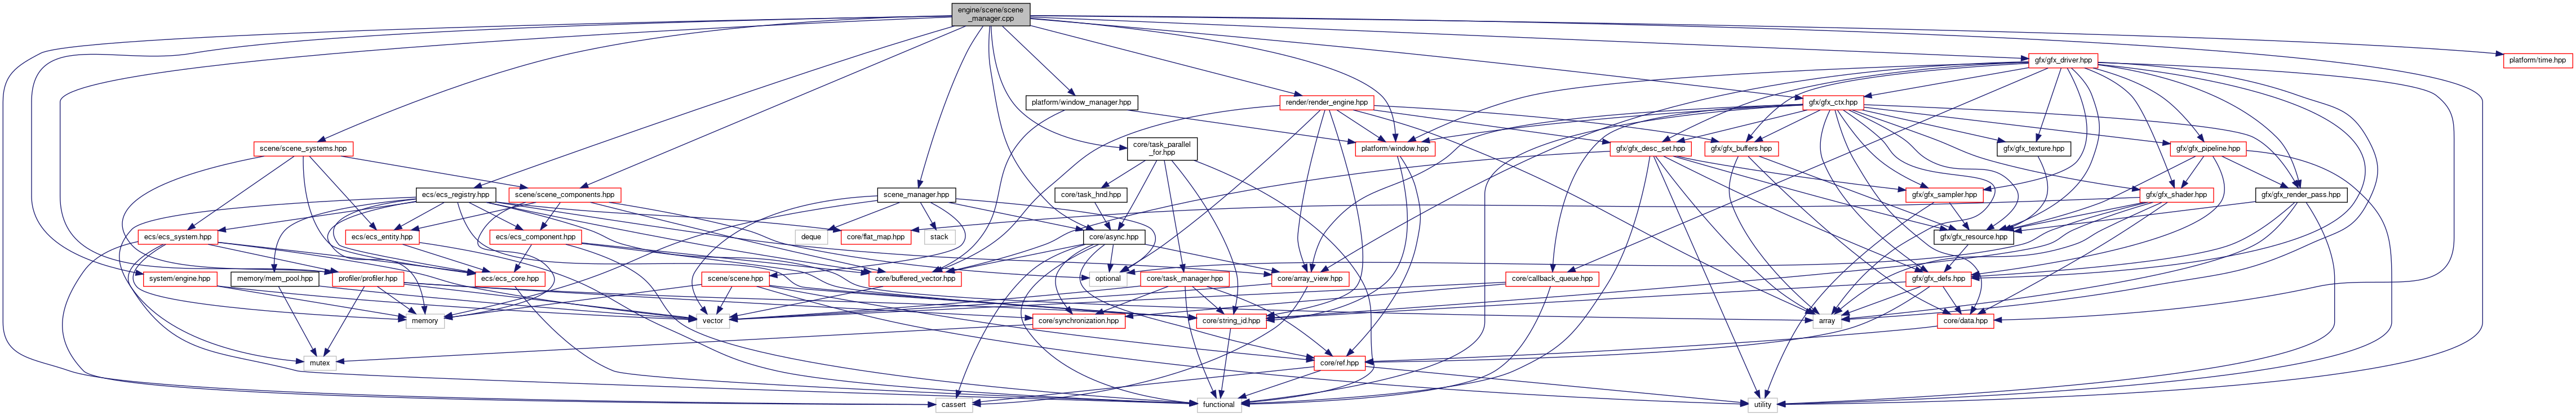 engine/scene/scene
_manager.cpp
gfx/gfx_driver.hpp
platform/time.hpp
platform/window_manager.hpp
render/render_engine.hpp
gfx/gfx_ctx.hpp
scene/scene_systems.hpp
core/task_parallel
_for.hpp
platform/window.hpp
gfx/gfx_desc_set.hpp
gfx/gfx_buffers.hpp
gfx/gfx_texture.hpp
gfx/gfx_pipeline.hpp
ecs/ecs_registry.hpp
scene/scene_components.hpp
scene_manager.hpp
core/task_hnd.hpp
gfx/gfx_sampler.hpp
gfx/gfx_shader.hpp
gfx/gfx_render_pass.hpp
ecs/ecs_system.hpp
ecs/ecs_entity.hpp
ecs/ecs_component.hpp
deque
core/flat_map.hpp
stack
core/async.hpp
gfx/gfx_resource.hpp
system/engine.hpp
memory/mem_pool.hpp
profiler/profiler.hpp
ecs/ecs_core.hpp
scene/scene.hpp
core/buffered_vector.hpp
optional
core/task_manager.hpp
core/array_view.hpp
core/callback_queue.hpp
gfx/gfx_defs.hpp
memory
vector
core/synchronization.hpp
core/string_id.hpp
array
core/data.hpp
mutex
core/ref.hpp
cassert
functional
utility